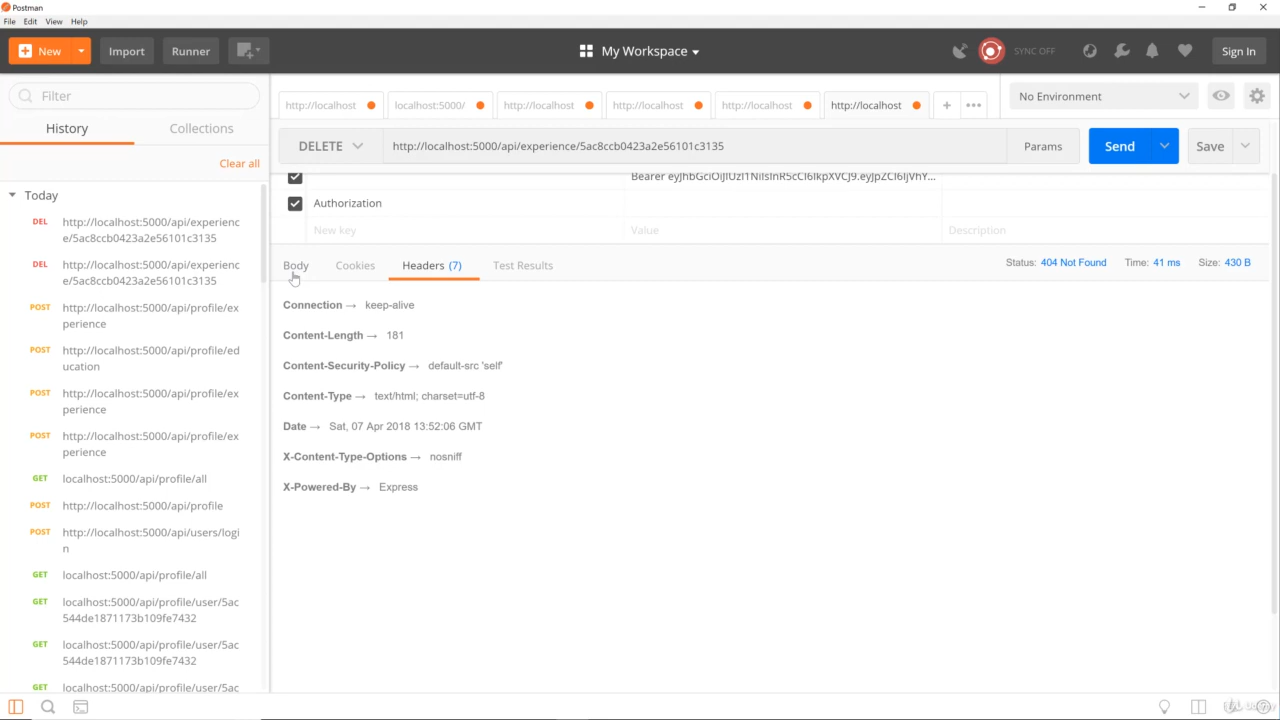 Postman
File Edit View Help
New Import Runner My Workspace SYNC OFF Sign In
Filter
History Collections
Clear all
Today
DEL http://localhost:5000/api/experienc
e/5ac8ccb0423a2e56101c3135
DEL http://localhost:5000/api/experienc
e/5ac8ccb0423a2e56101c3135
POST http://localhost:5000/api/profile/ex
perience
POST http://localhost:5000/api/profile/ed
ucation
POST http://localhost:5000/api/profile/ex
perience
POST http://localhost:5000/api/profile/ex
perience
GET localhost:5000/api/profile/all
POST http://localhost:5000/api/profile
POST http://localhost:5000/api/users/logi
n
GET localhost:5000/api/profile/all
GET localhost:5000/api/profile/user/5ac
544de1871173b109fe7432
GET localhost:5000/api/profile/user/5ac
544de1871173b109fe7432
GET localhost:5000/api/profile/user/5ac
http://localhost localhost:5000/ http://localhost http://localhost http://localhost http://localhost + ••• No Environment
DELETE http://localhost:5000/api/experience/5ac8ccb0423a2e56101c3135 Params Send Save
Authorization
New key Value Description
Body Cookies Headers (7) Test Results Status: 404 Not Found Time: 41 ms Size: 430 B
Connection → keep-alive
Content-Length → 181
Content-Security-Policy → default-src 'self'
Content-Type → text/html; charset=utf-8
Date → Sat, 07 Apr 2018 13:52:06 GMT
X-Content-Type-Options → nosniff
X-Powered-By → Express